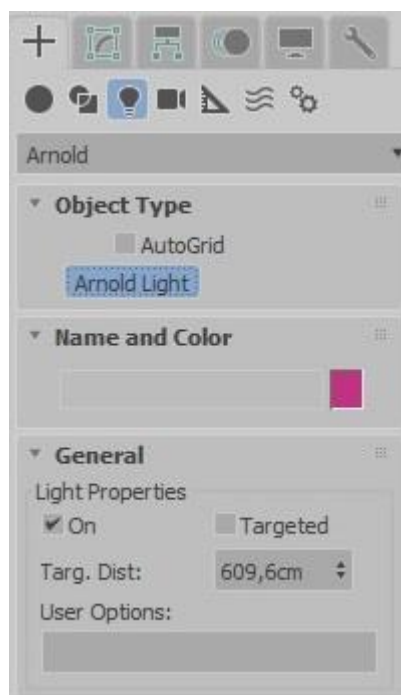 Arnold
Object Type
AutoGrid
Arnold Light
Name and Color
General
Light Properties
On Targeted
Targ. Dist: 609,6cm
User Options: